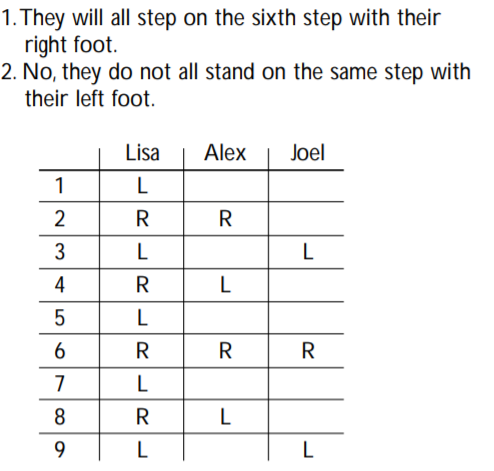 1. They will all step on the sixth step with their
right foot.
2. No, they do not all stand on the same step with
their left foot.
Lisa Alex Joel
1 L
2 R R
3 L L
4 R L
5 L
6 R R R
7 L
8 R L
9 L L